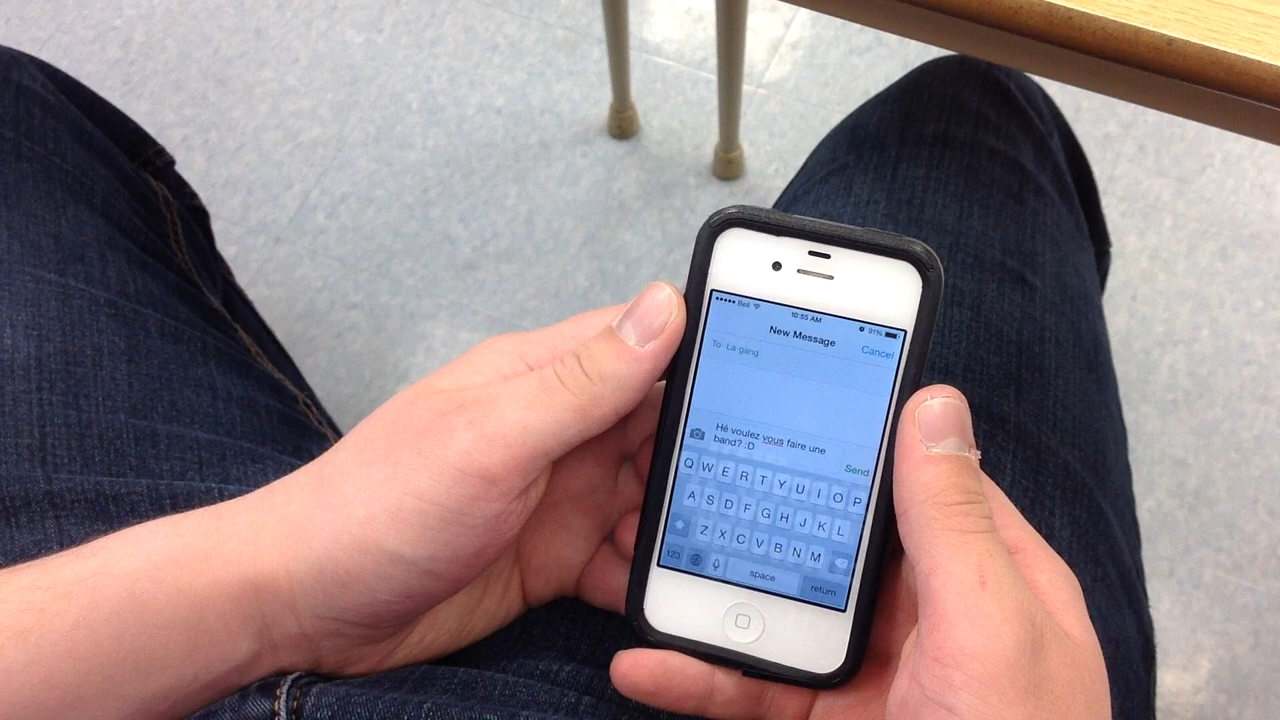 Bell 10:55 AM 91%
New Message Cancel
To La gang
Hé voulez vous faire une
band? :D
Send
Q W E R T Y U I O P
A S D F G H J K L
Z X C V B N M
123 space return